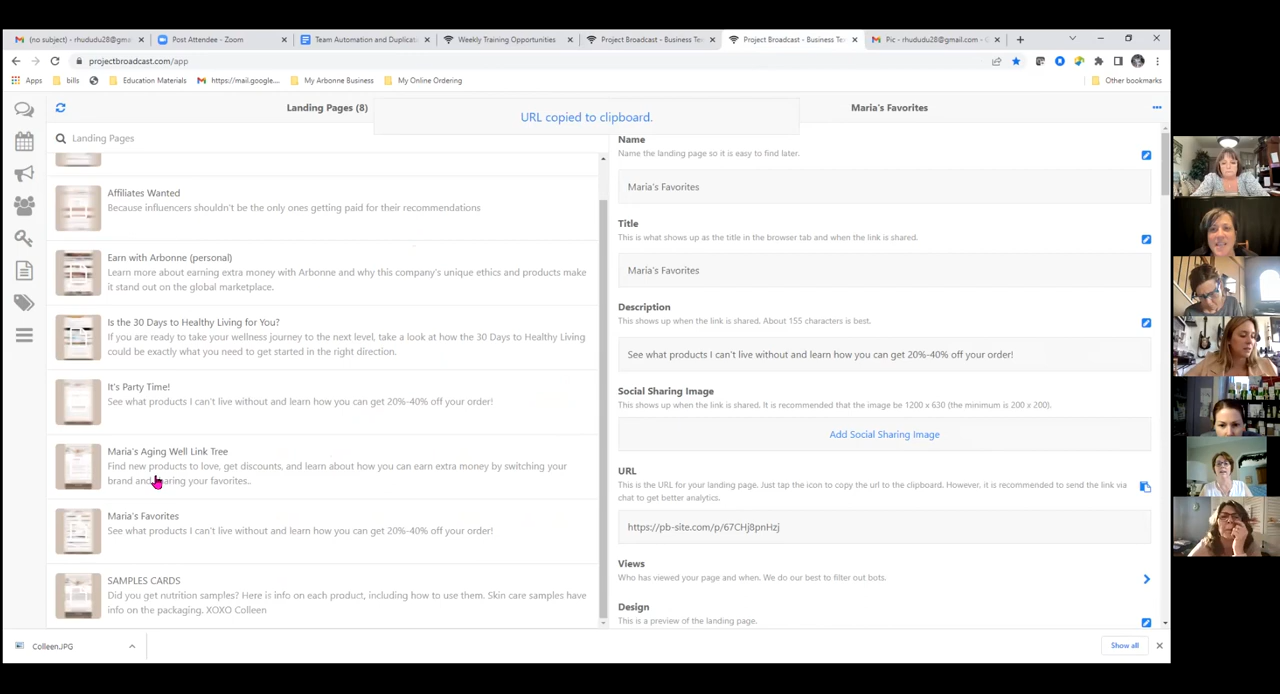 (no subject) - rhududu28@gma
Post Attendee - Zoom
Team Automation and Duplicat
Weekly Training Opportunities
Project Broadcast - Business Te
Project Broadcast - Business Tex
Pic - rhududu28@gmail.com -
projectbroadcast.com/app
Apps
bills
Education Materials
https://mail.google....
My Arbonne Business
My Online Ordering
Other bookmarks
Landing Pages (8)
URL copied to clipboard.
Maria's Favorites
Landing Pages
Affiliates Wanted
Because influencers shouldn't be the only ones getting paid for their recommendations
Earn with Arbonne (personal)
Learn more about earning extra money with Arbonne and why this company's unique ethics and products make
it stand out on the global marketplace.
Is the 30 Days to Healthy Living for You?
If you are ready to take your wellness journey to the next level, take a look at how the 30 Days to Healthy Living
could be exactly what you need to get started in the right direction.
It's Party Time!
See what products I can't live without and learn how you can get 20%-40% off your order!
Maria's Aging Well Link Tree
Find new products to love, get discounts, and learn about how you can earn extra money by switching your
brand and sharing your favorites..
Maria's Favorites
See what products I can't live without and learn how you can get 20%-40% off your order!
SAMPLES CARDS
Did you get nutrition samples? Here is info on each product, including how to use them. Skin care samples have
info on the packaging. XOXO Colleen
Name
Name the landing page so it is easy to find later.
Maria's Favorites
Title
This is what shows up as the title in the browser tab and when the link is shared.
Maria's Favorites
Description
This shows up when the link is shared. About 155 characters is best.
See what products I can't live without and learn how you can get 20%-40% off your order!
Social Sharing Image
This shows up when the link is shared. It is recommended that the image be 1200 x 630 (the minimum is 200 x 200).
Add Social Sharing Image
URL
This is the URL for your landing page. Just tap the icon to copy the url to the clipboard. However, it is recommended to send the link via
chat to get better analytics.
https://pb-site.com/p/67CHj8pnHzj
Views
Who has viewed your page and when. We do our best to filter out bots.
Design
This is a preview of the landing page.
Colleen.JPG
Show all